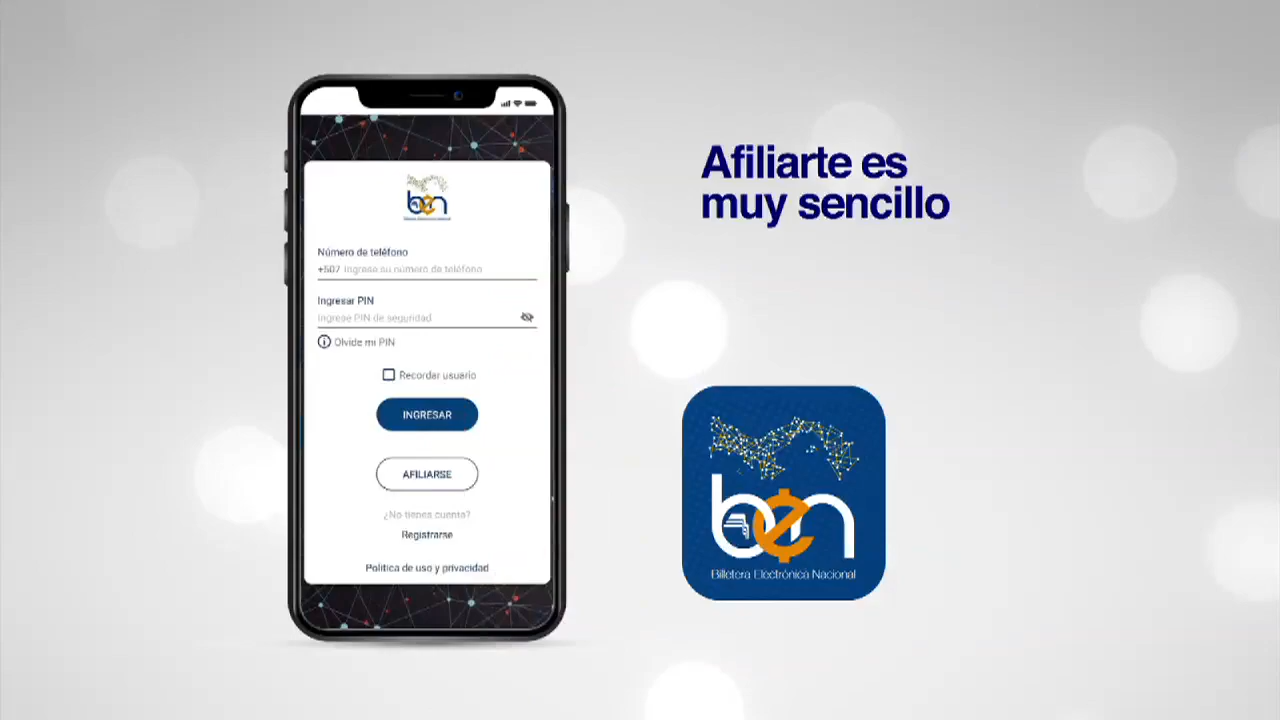 ben
Número de teléfono
+507 Ingrese su número de teléfono
Ingresar PIN
Ingrese PIN de seguridad
Olvide mi PIN
Recordar usuario
INGRESAR
AFILIARSE
¿No tienes cuenta?
Registrarse
Política de uso y privacidad
Afiliarte es
muy sencillo
ben
Billetera Electrónica Nacional